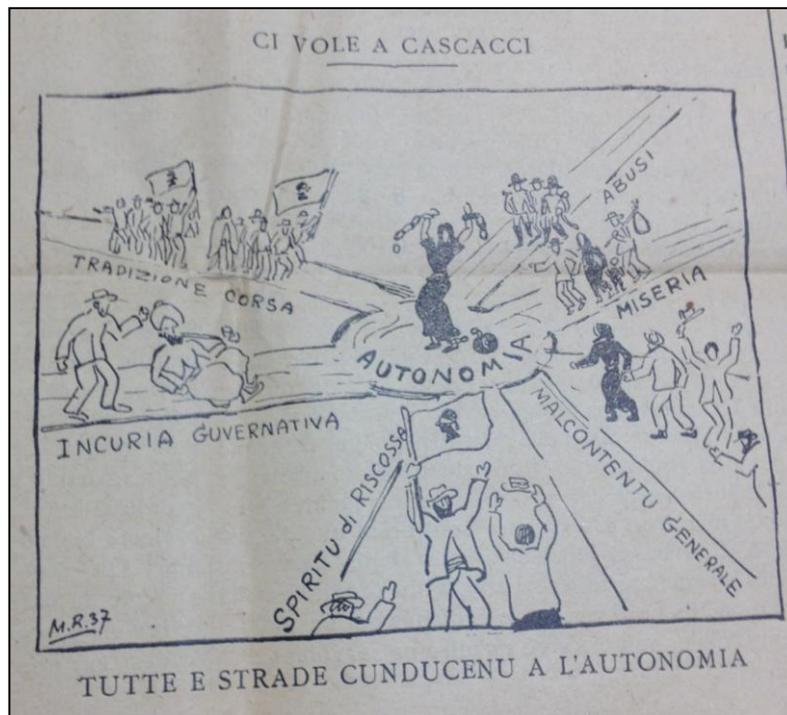 CI VOLE A CASCACCI
ABUSI
TRADIZIONE CORSA
MISERIA
AUTONOMIA
INCURIA GUVERNATIVA
MALCONTENTU GENERALE
SPIRITU di RISCOSSA
M.R.37
TUTTE E STRADE CUNDUCENU A L'AUTONOMIA